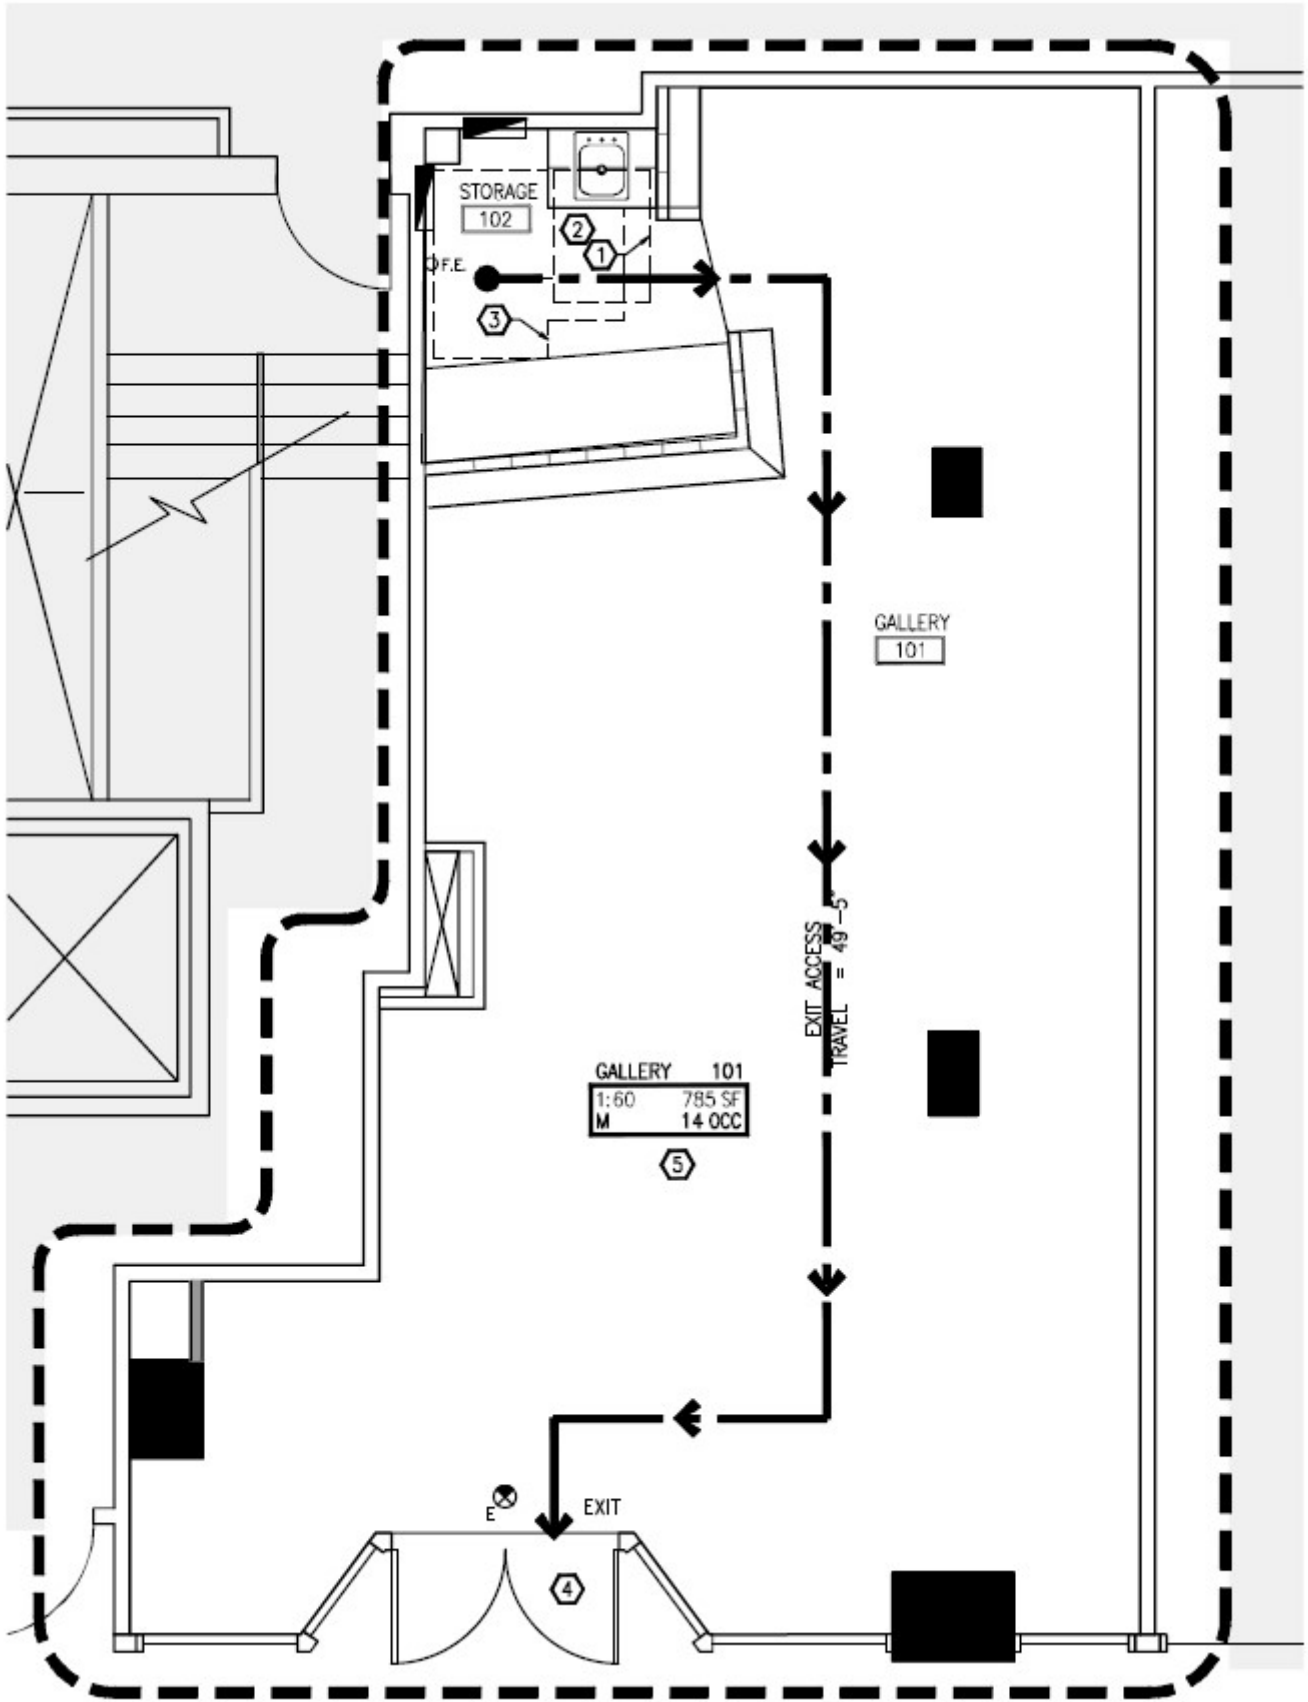 STORAGE
102
2
1
F.E.
3
GALLERY
101
EXIT ACCESS
TRAVEL = 49'-5"
GALLERY 101
1:60 785 SF
M 14 OCC
5
E
EXIT
4